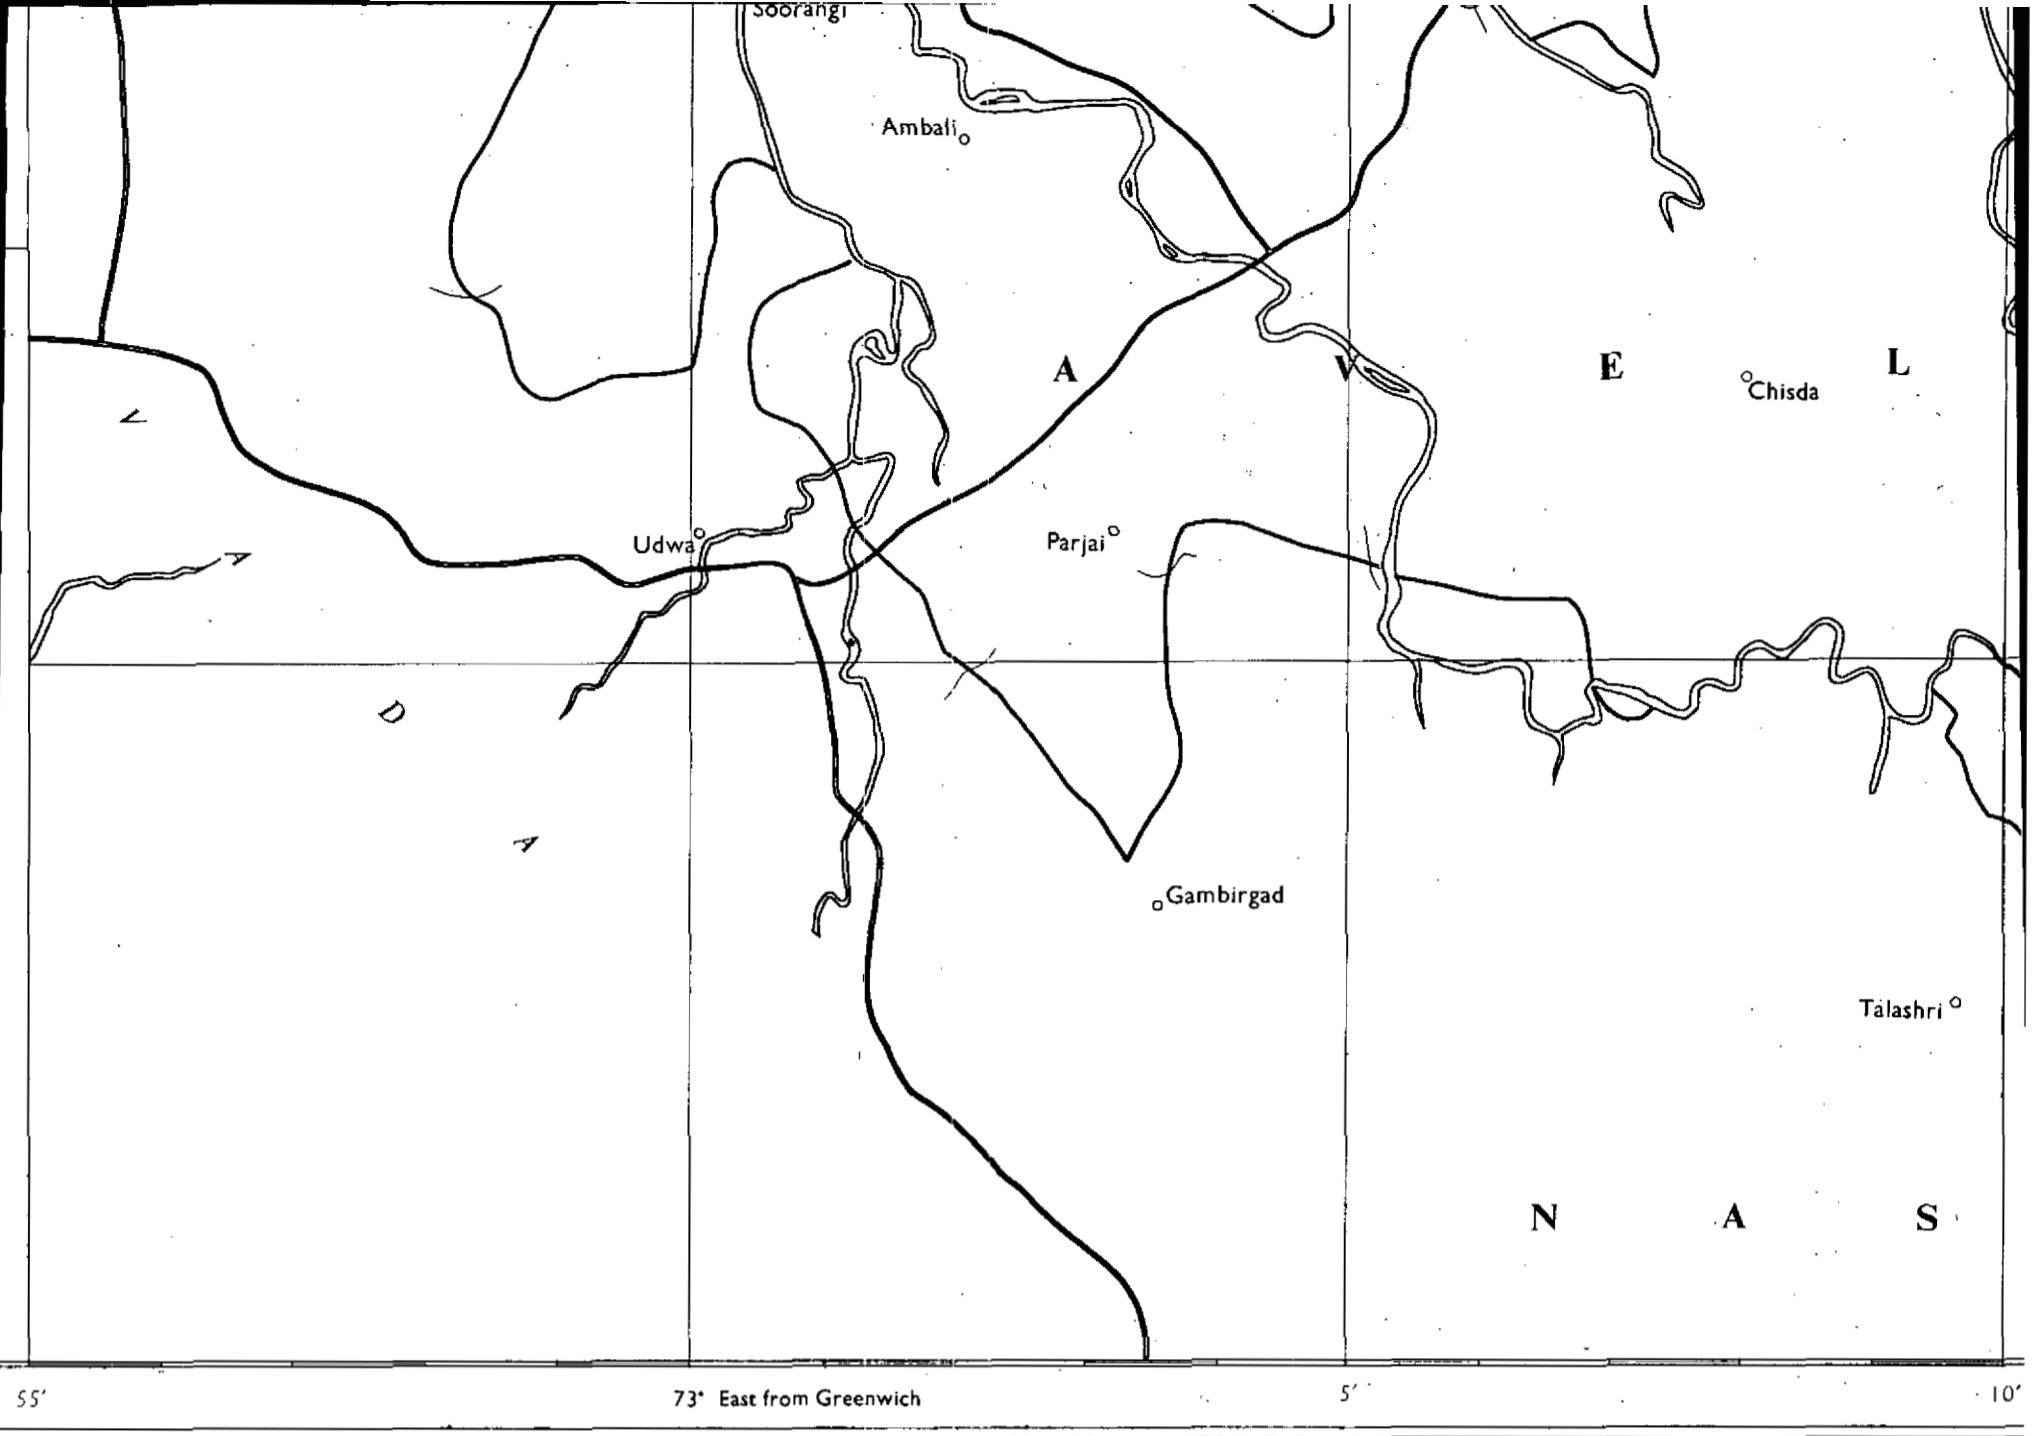 Soorangi
Ambali
A V E L
Chisda
V A D A
Udwa
Parjai
Gambirgad
Talashri
N A S
55' 73° East from Greenwich 5' 10'